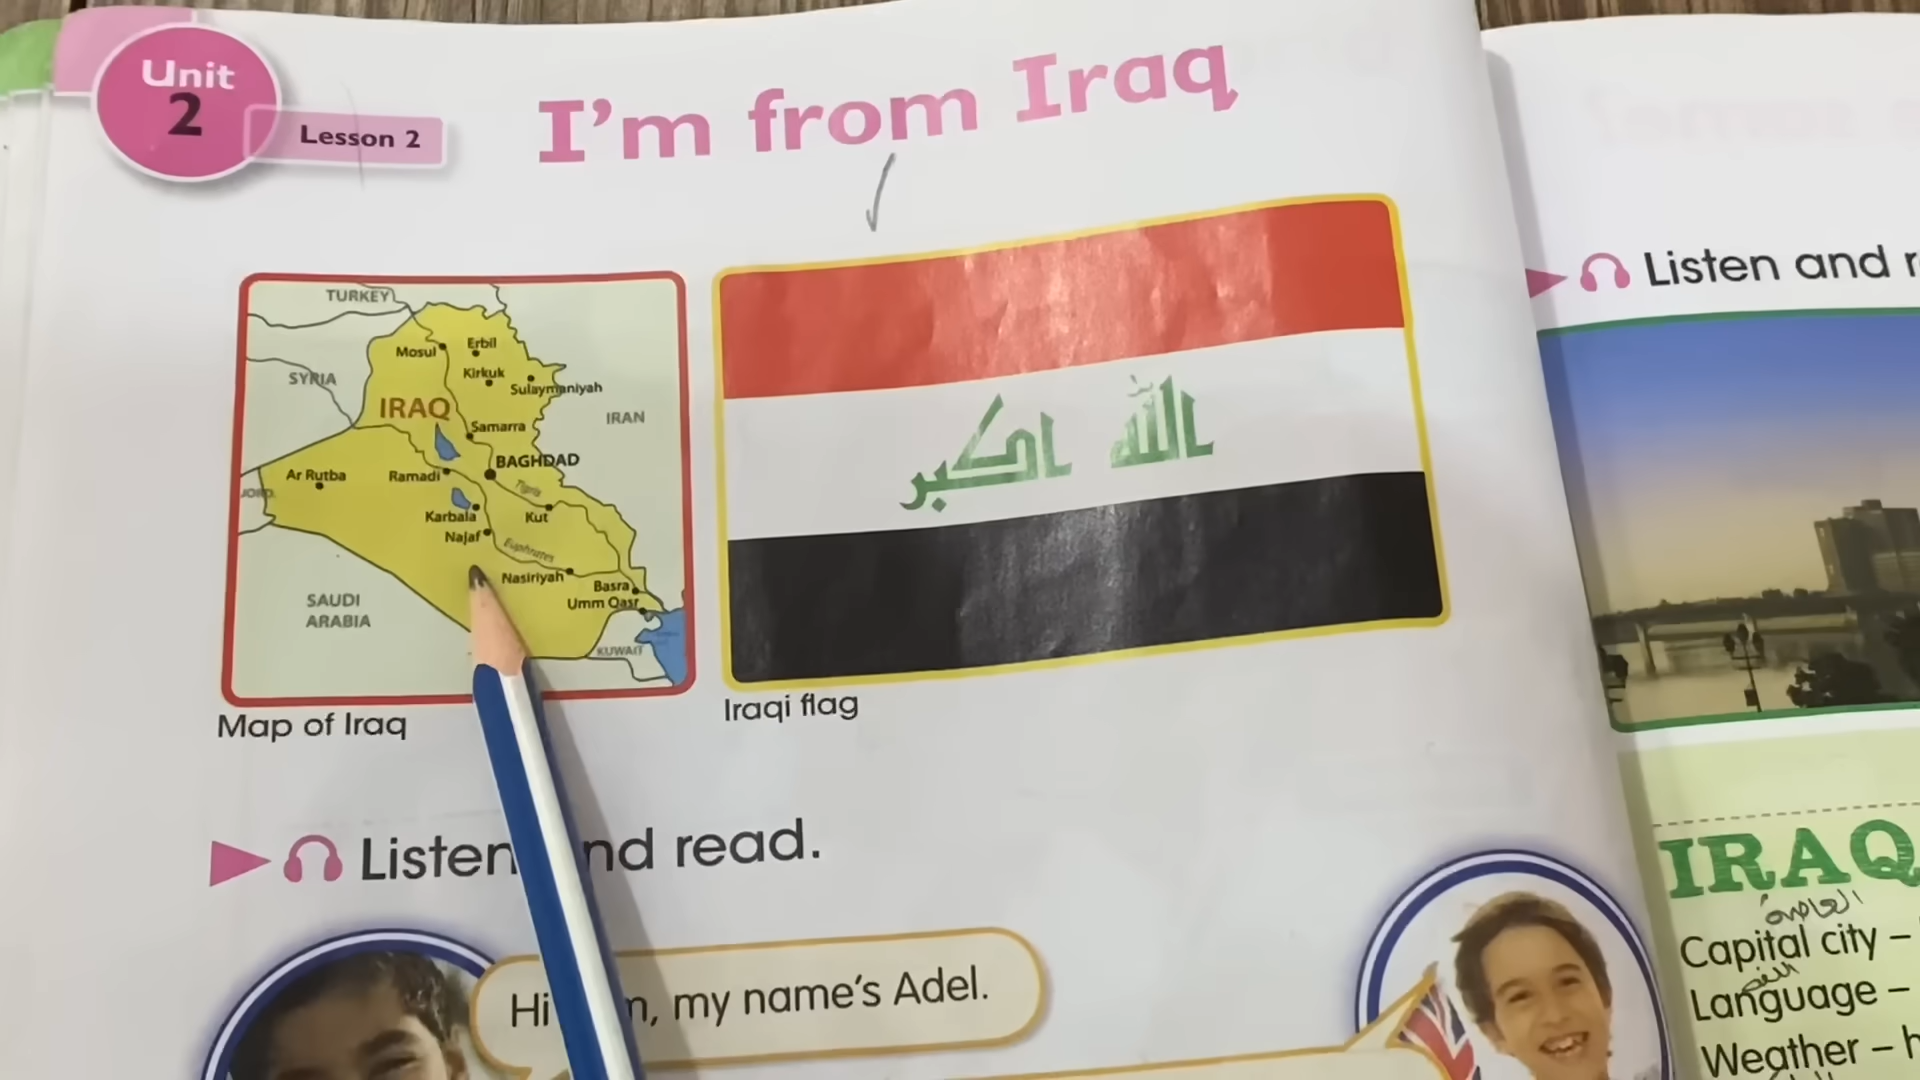 Unit
2
Lesson 2
I'm from Iraq
TURKEY
Mosul
Erbil
Kirkuk
SYRIA
Sulaymaniyah
IRAQ
IRAN
Samarra
BAGHDAD
Ar Rutba
Ramadi
Tigris
JORD.
Karbala
Kut
Najaf
Euphrates
Nasiriyah
Basra
SAUDI
ARABIA
Umm Qasr
KUWAIT
Map of Iraq
الله اكبر
Iraqi flag
Listen and read.
Hi my name's Adel.
Listen and
IRAQ
العاصمة
Capital city –
Language –
Weather –